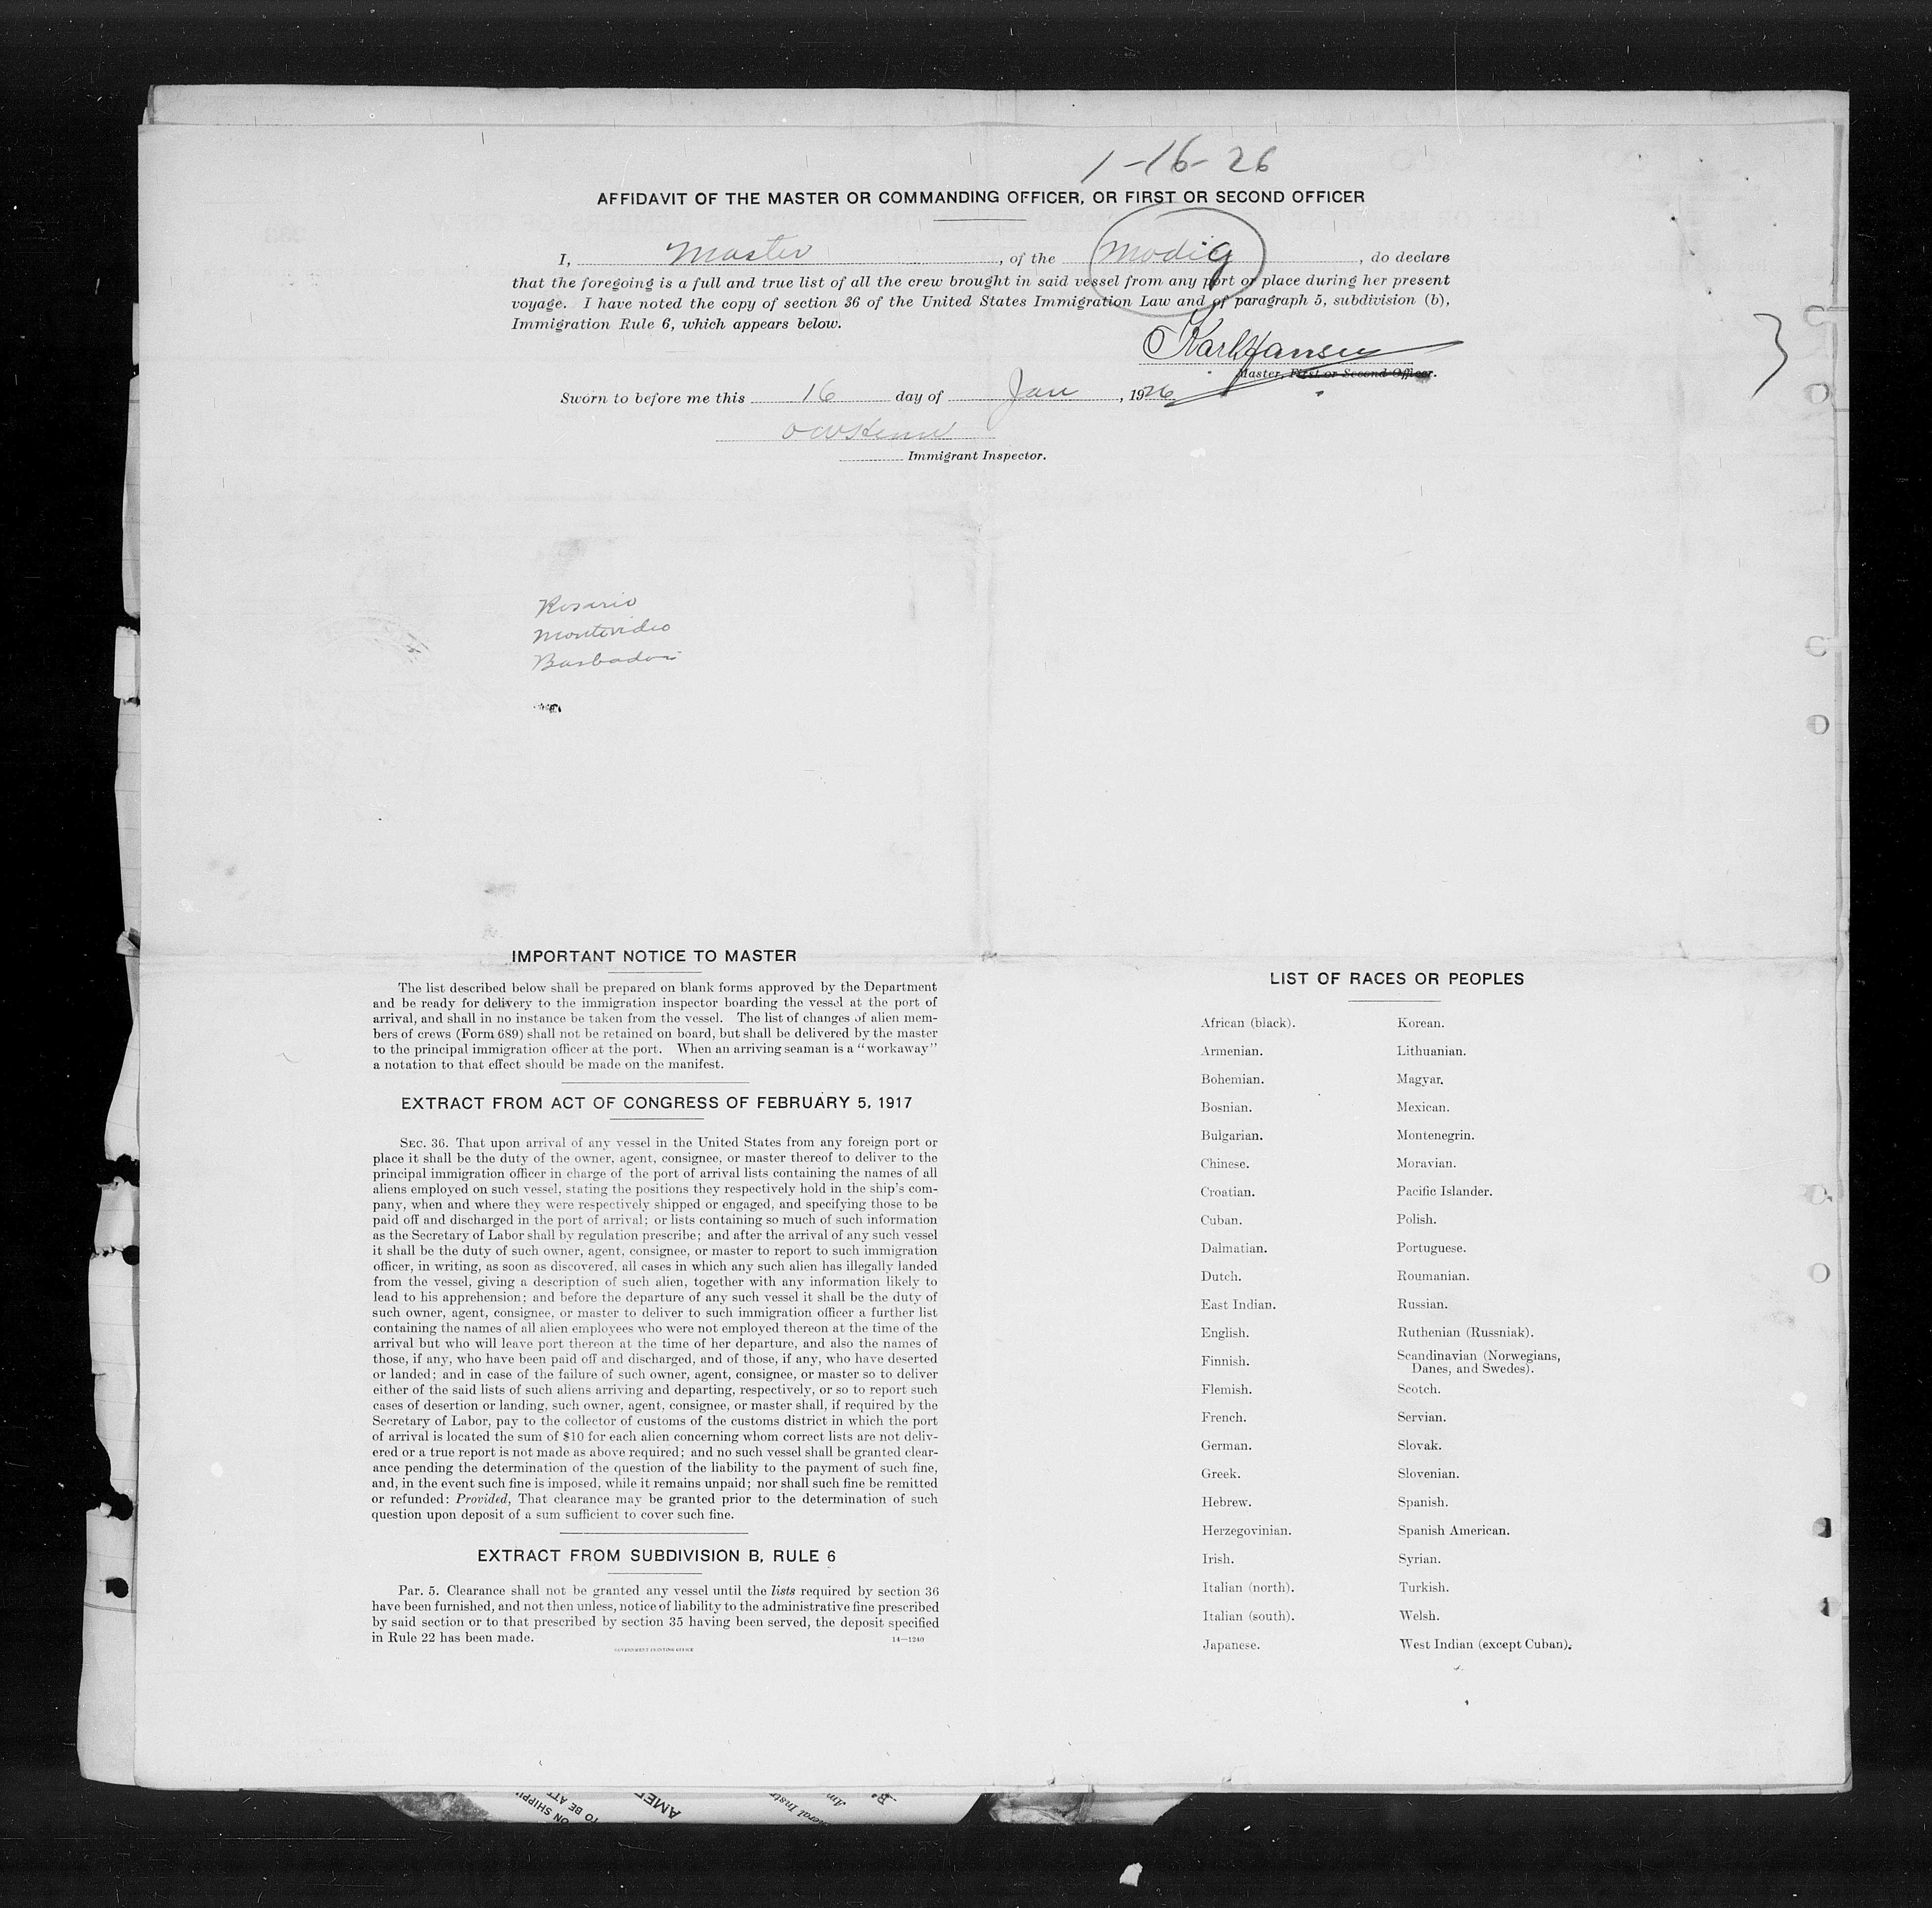 1-16-26
AFFIDAVIT OF THE MASTER OR COMMANDING OFFICER, OR FIRST OR SECOND OFFICER
I, Master, of the Modig, do declare
that the foregoing is a full and true list of all the crew brought in said vessel from any port or place during her present
voyage. I have noted the copy of section 36 of the United States Immigration Law and of paragraph 5, subdivision (b),
Immigration Rule 6, which appears below.
Karl Hansen
Master, First or Second Officer.
Sworn to before me this 16 day of Jan, 1926
Immigrant Inspector.
Rosario
Montevideo
Barbados
IMPORTANT NOTICE TO MASTER
The list described below shall be prepared on blank forms approved by the Department
and be ready for delivery to the immigration inspector boarding the vessel at the port of
arrival, and shall in no instance be taken from the vessel. The list of changes of alien mem-
bers of crews (Form 689) shall not be retained on board, but shall be delivered by the master
to the principal immigration officer at the port. When an arriving seaman is a "workaway"
a notation to that effect should be made on the manifest.
EXTRACT FROM ACT OF CONGRESS OF FEBRUARY 5, 1917
SEC. 36. That upon arrival of any vessel in the United States from any foreign port or
place it shall be the duty of the owner, agent, consignee, or master thereof to deliver to the
principal immigration officer in charge of the port of arrival lists containing the names of all
aliens employed on such vessel, stating the positions they respectively hold in the ship's com-
pany, when and where they were respectively shipped or engaged, and specifying those to be
paid off and discharged in the port of arrival; or lists containing so much of such information
as the Secretary of Labor shall by regulation prescribe; and after the arrival of any such vessel
it shall be the duty of such owner, agent, consignee, or master to report to such immigration
officer, in writing, as soon as discovered, all cases in which any such alien has illegally landed
from the vessel, giving a description of such alien, together with any information likely to
lead to his apprehension; and before the departure of any such vessel it shall be the duty of
such owner, agent, consignee, or master to deliver to such immigration officer a further list
containing the names of all alien employees who were not employed thereon at the time of the
arrival but who will leave port thereon at the time of her departure, and also the names of
those, if any, who have been paid off and discharged, and of those, if any, who have deserted
or landed; and in case of the failure of such owner, agent, consignee, or master so to deliver
either of the said lists of such aliens arriving and departing, respectively, or so to report such
cases of desertion or landing, such owner, agent, consignee, or master shall, if required by the
Secretary of Labor, pay to the collector of customs of the customs district in which the port
of arrival is located the sum of $10 for each alien concerning whom correct lists are not deliv-
ered or a true report is not made as above required; and no such vessel shall be granted clear-
ance pending the determination of the question of the liability to the payment of such fine,
and, in the event such fine is imposed, while it remains unpaid; nor shall such fine be remitted
or refunded: Provided, That clearance may be granted prior to the determination of such
question upon deposit of a sum sufficient to cover such fine.
EXTRACT FROM SUBDIVISION B, RULE 6
Par. 5. Clearance shall not be granted any vessel until the lists required by section 36
have been furnished, and not then unless, notice of liability to the administrative fine prescribed
by said section or to that prescribed by section 35 having been served, the deposit specified
in Rule 22 has been made.
14—1240
GOVERNMENT PRINTING OFFICE
LIST OF RACES OR PEOPLES
African (black).
Armenian.
Bohemian.
Bosnian.
Bulgarian.
Chinese.
Croatian.
Cuban.
Dalmatian.
Dutch.
East Indian.
English.
Finnish.
Flemish.
French.
German.
Greek.
Hebrew.
Herzegovinian.
Irish.
Italian (north).
Italian (south).
Japanese.
Korean.
Lithuanian.
Magyar.
Mexican.
Montenegrin.
Moravian.
Pacific Islander.
Polish.
Portuguese.
Roumanian.
Russian.
Ruthenian (Russniak).
Scandinavian (Norwegians,
Danes, and Swedes).
Scotch.
Servian.
Slovak.
Slovenian.
Spanish.
Spanish American.
Syrian.
Turkish.
Welsh.
West Indian (except Cuban).